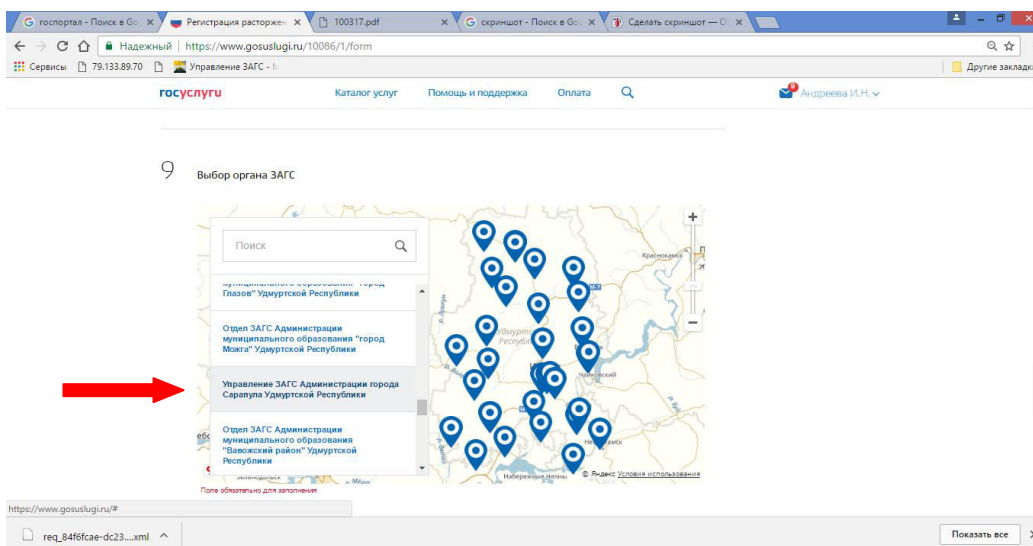 госпортал - Поиск в Go
Регистрация расторжен
100317.pdf
скриншот - Поиск в Go
Сделать скриншот — O
Надежный
https://www.gosuslugi.ru/10086/1/form
Сервисы
79.133.89.70
Управление ЗАГС -
Другие закладк
госуслуги
Каталог услуг
Помощь и поддержка
Оплата
Андреева И.Н.
9
Выбор органа ЗАГС
Поиск
муниципального образования "город
Глазов" Удмуртской Республики
Отдел ЗАГС Администрации
муниципального образования "город
Можга" Удмуртской Республики
Управление ЗАГС Администрации города
Сарапула Удмуртской Республики
Отдел ЗАГС Администрации
муниципального образования
"Вавожский район" Удмуртской
Республики
Краснокамск
М-7
Чайковский
р. Буй
Набережные Челны
© Яндекс Условия использования
Поле обязательно для заполнения
https://www.gosuslugi.ru/#
req_84f6fcae-dc23....xml
Показать все